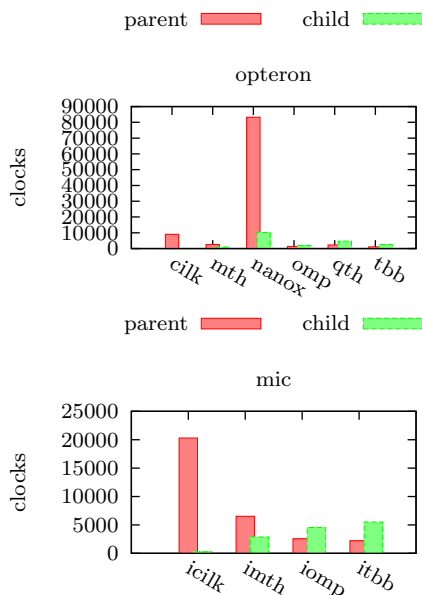 parent child
opteron
90000
80000
70000
60000
50000
40000
30000
20000
10000
0
clocks
cilk mth nanox omp qth tbb
parent child
mic
25000
20000
15000
10000
5000
0
clocks
icilk imth iomp itbb